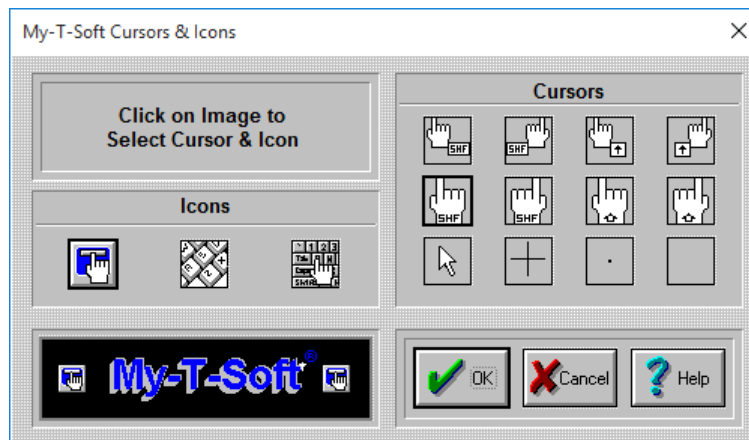 My-T-Soft Cursors & Icons
Click on Image to
Select Cursor & Icon
Icons
Cursors
SHF
SHF
SHF
SHF
My-T-Soft®
OK
Cancel
Help